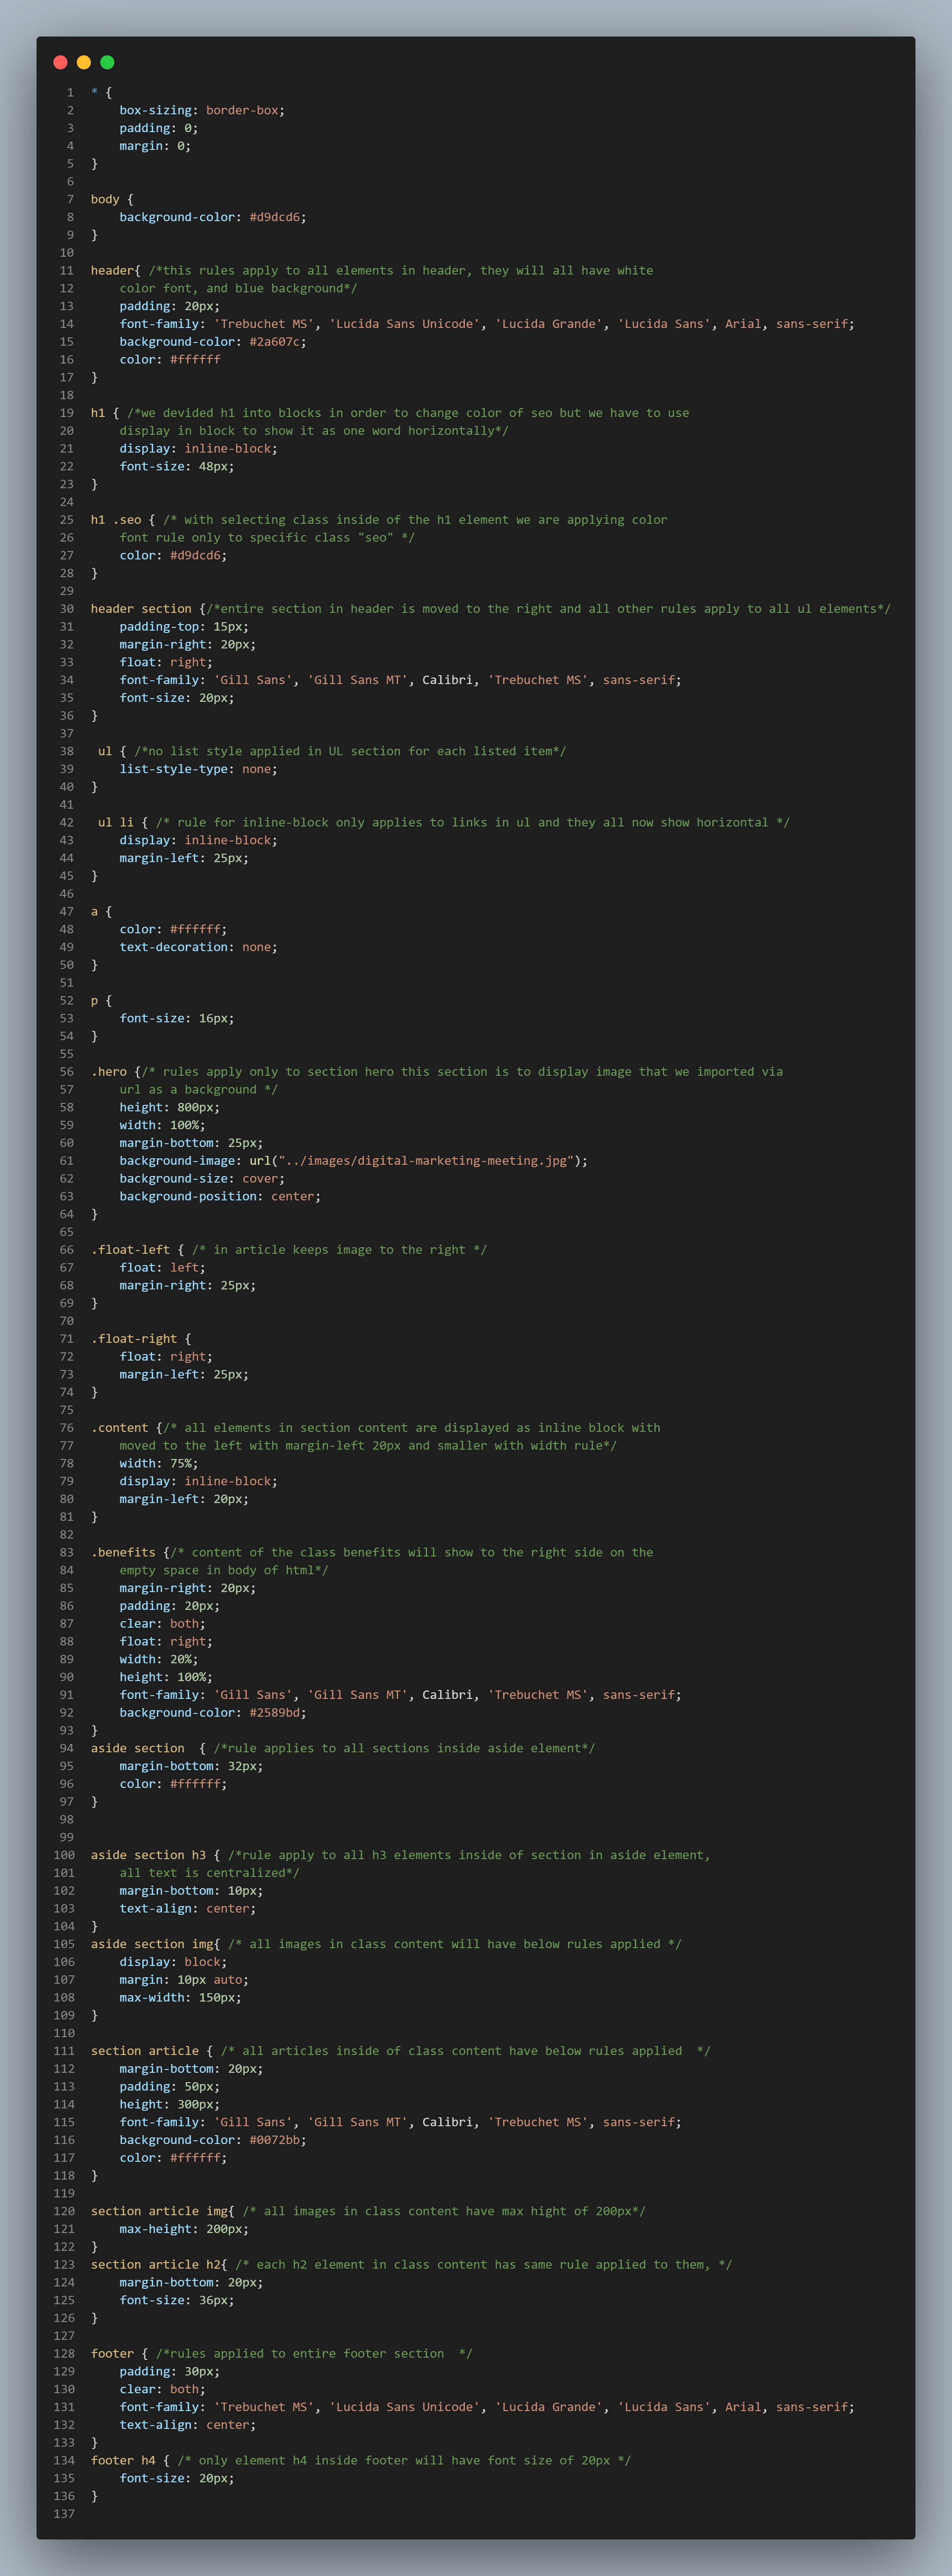 1 * {
2     box-sizing: border-box;
3     padding: 0;
4     margin: 0;
5 }
6
7 body {
8     background-color: #d9dcd6;
9 }
10
11 header{ /*this rules apply to all elements in header, they will all have white
12     color font, and blue background*/
13     padding: 20px;
14     font-family: 'Trebuchet MS', 'Lucida Sans Unicode', 'Lucida Grande', 'Lucida Sans', Arial, sans-serif;
15     background-color: #2a607c;
16     color: #ffffff
17 }
18
19 h1 { /*we devided h1 into blocks in order to change color of seo but we have to use
20     display in block to show it as one word horizontally*/
21     display: inline-block;
22     font-size: 48px;
23 }
24
25 h1 .seo { /* with selecting class inside of the h1 element we are applying color
26     font rule only to specific class "seo" */
27     color: #d9dcd6;
28 }
29
30 header section {/*entire section in header is moved to the right and all other rules apply to all ul elements*/
31     padding-top: 15px;
32     margin-right: 20px;
33     float: right;
34     font-family: 'Gill Sans', 'Gill Sans MT', Calibri, 'Trebuchet MS', sans-serif;
35     font-size: 20px;
36 }
37
38  ul { /*no list style applied in UL section for each listed item*/
39     list-style-type: none;
40 }
41
42  ul li { /* rule for inline-block only applies to links in ul and they all now show horizontal */
43     display: inline-block;
44     margin-left: 25px;
45 }
46
47 a {
48     color: #ffffff;
49     text-decoration: none;
50 }
51
52 p {
53     font-size: 16px;
54 }
55
56 .hero {/* rules apply only to section hero this section is to display image that we imported via
57     url as a background */
58     height: 800px;
59     width: 100%;
60     margin-bottom: 25px;
61     background-image: url("../images/digital-marketing-meeting.jpg");
62     background-size: cover;
63     background-position: center;
64 }
65
66 .float-left { /* in article keeps image to the right */
67     float: left;
68     margin-right: 25px;
69 }
70
71 .float-right {
72     float: right;
73     margin-left: 25px;
74 }
75
76 .content {/* all elements in section content are displayed as inline block with
77     moved to the left with margin-left 20px and smaller with width rule*/
78     width: 75%;
79     display: inline-block;
80     margin-left: 20px;
81 }
82
83 .benefits {/* content of the class benefits will show to the right side on the
84     empty space in body of html*/
85     margin-right: 20px;
86     padding: 20px;
87     clear: both;
88     float: right;
89     width: 20%;
90     height: 100%;
91     font-family: 'Gill Sans', 'Gill Sans MT', Calibri, 'Trebuchet MS', sans-serif;
92     background-color: #2589bd;
93 }
94 aside section  { /*rule applies to all sections inside aside element*/
95     margin-bottom: 32px;
96     color: #ffffff;
97 }
98
99
100 aside section h3 { /*rule apply to all h3 elements inside of section in aside element,
101     all text is centralized*/
102     margin-bottom: 10px;
103     text-align: center;
104 }
105 aside section img{ /* all images in class content will have below rules applied */
106     display: block;
107     margin: 10px auto;
108     max-width: 150px;
109 }
110
111 section article { /* all articles inside of class content have below rules applied  */
112     margin-bottom: 20px;
113     padding: 50px;
114     height: 300px;
115     font-family: 'Gill Sans', 'Gill Sans MT', Calibri, 'Trebuchet MS', sans-serif;
116     background-color: #0072bb;
117     color: #ffffff;
118 }
119
120 section article img{ /* all images in class content have max hight of 200px*/
121     max-height: 200px;
122 }
123 section article h2{ /* each h2 element in class content has same rule applied to them, */
124     margin-bottom: 20px;
125     font-size: 36px;
126 }
127
128 footer { /*rules applied to entire footer section  */
129     padding: 30px;
130     clear: both;
131     font-family: 'Trebuchet MS', 'Lucida Sans Unicode', 'Lucida Grande', 'Lucida Sans', Arial, sans-serif;
132     text-align: center;
133 }
134 footer h4 { /* only element h4 inside footer will have font size of 20px */
135     font-size: 20px;
136 }
137